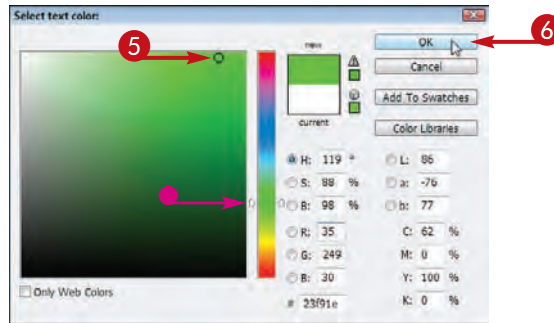 Select text color:
5
6
new
current
OK
Cancel
Add To Swatches
Color Libraries
H: 119 °
S: 88 %
B: 98 %
R: 35
G: 249
B: 30
# 23f91e
L: 86
a: -76
b: 77
C: 62 %
M: 0 %
Y: 100 %
K: 0 %
Only Web Colors